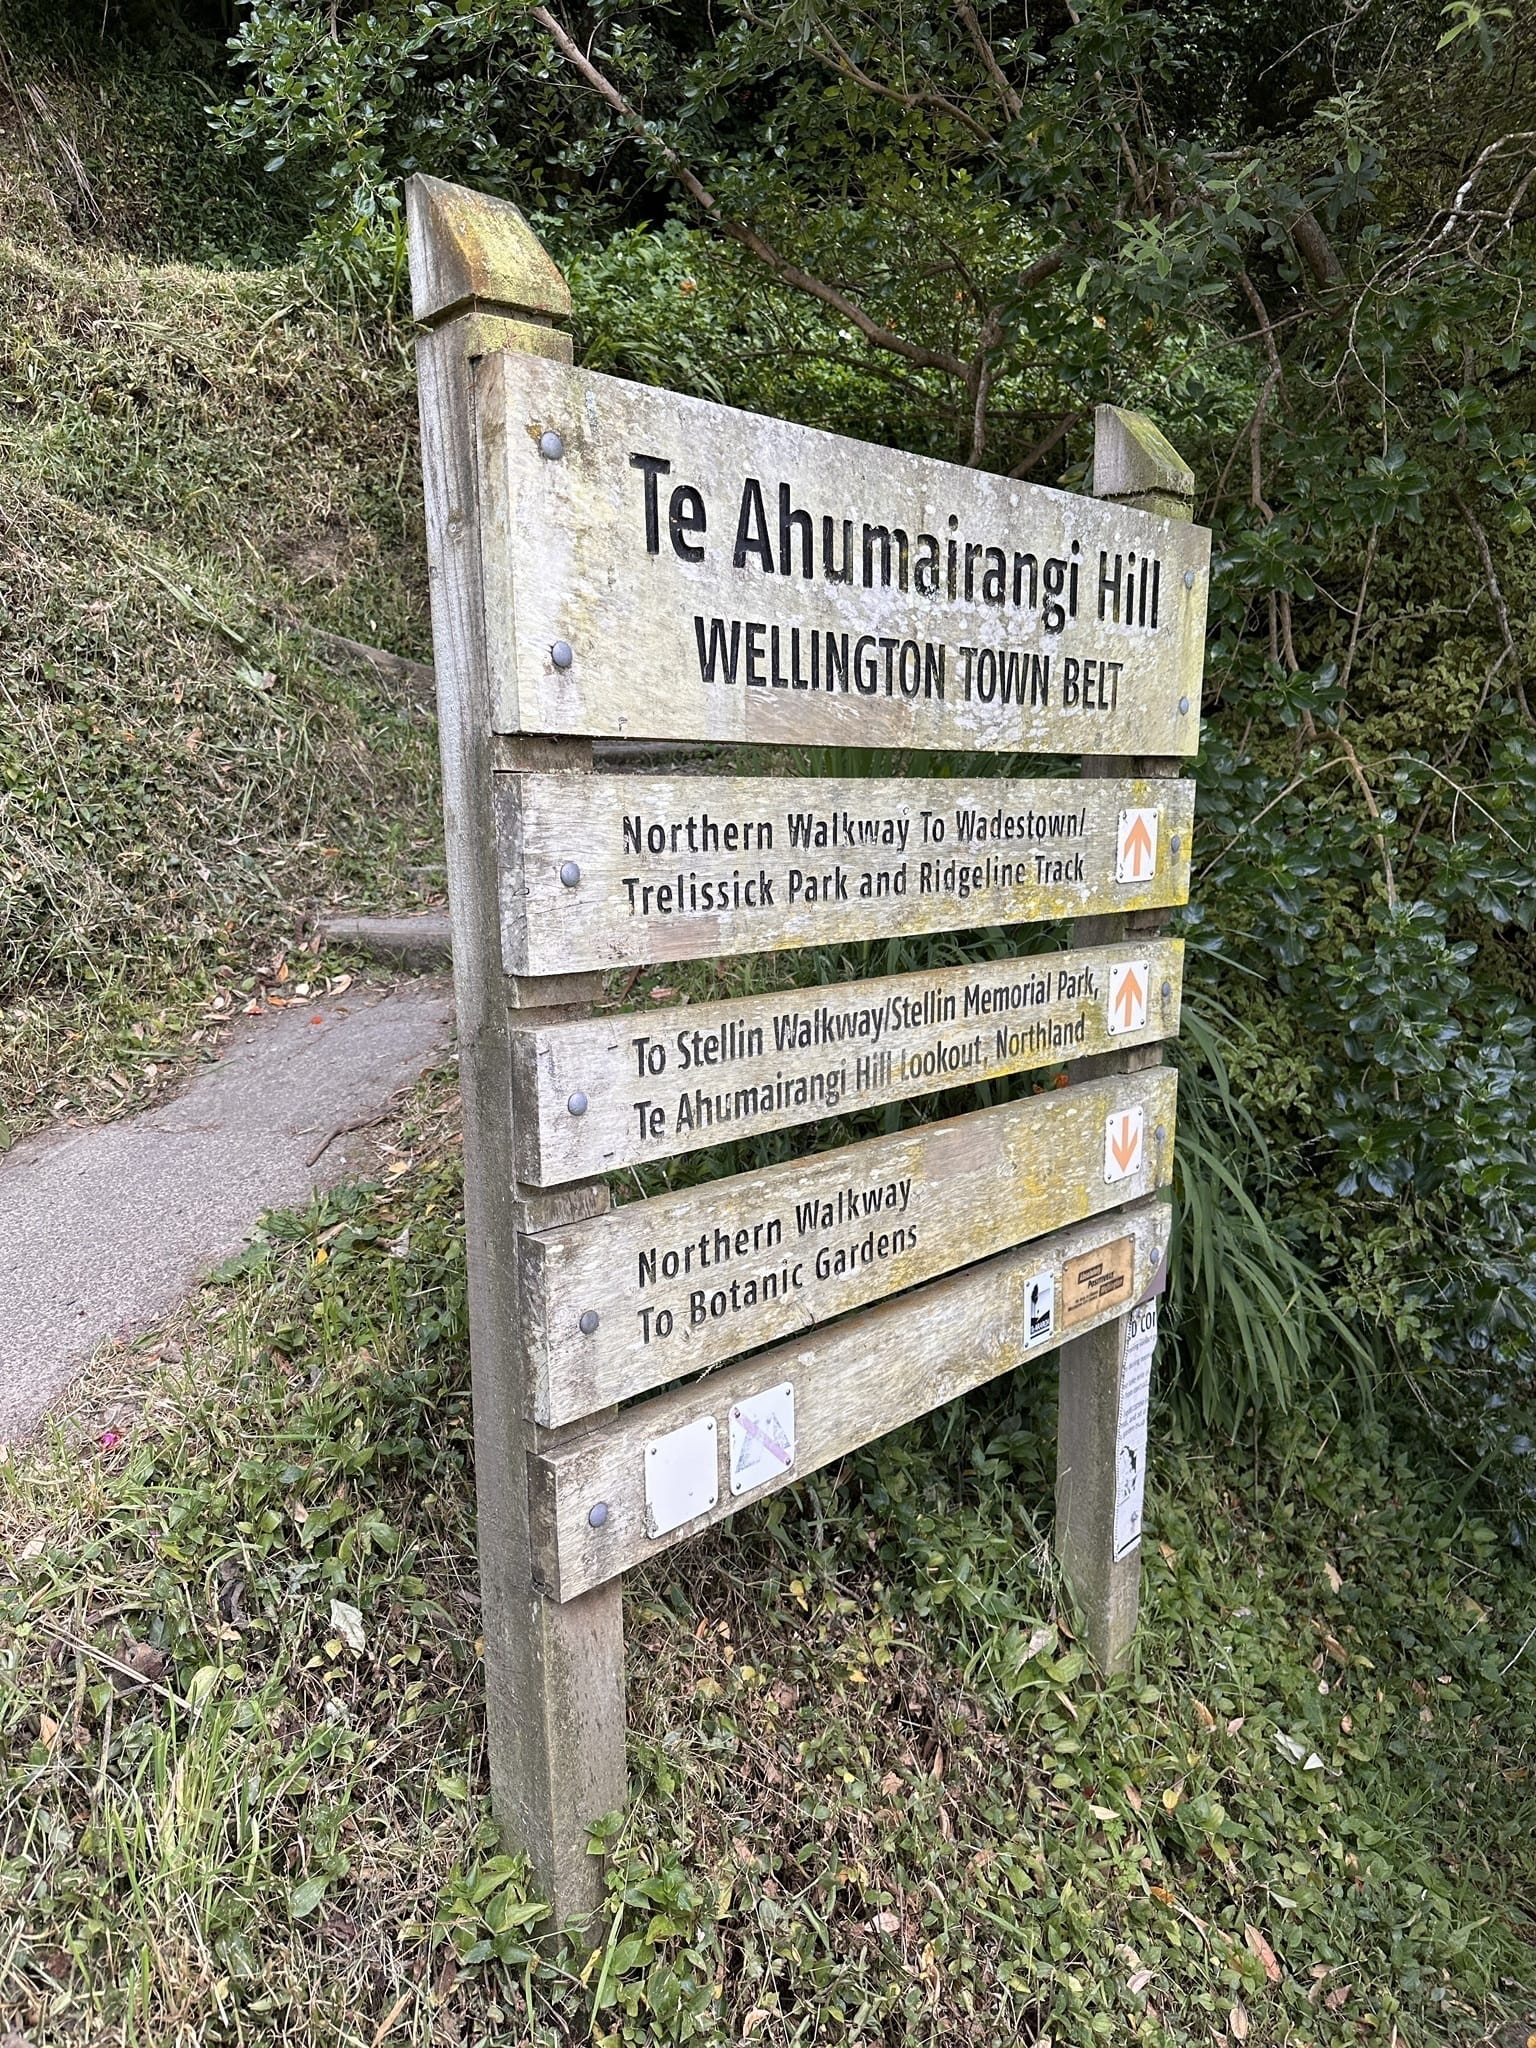 Te Ahumairangi Hill
WELLINGTON TOWN BELT
Northern Walkway To Wadestown/
Trelissick Park and Ridgeline Track
To Stellin Walkway/Stellin Memorial Park,
Te Ahumairangi Hill Lookout, Northland
Northern Walkway
To Botanic Gardens
POSITIVELY